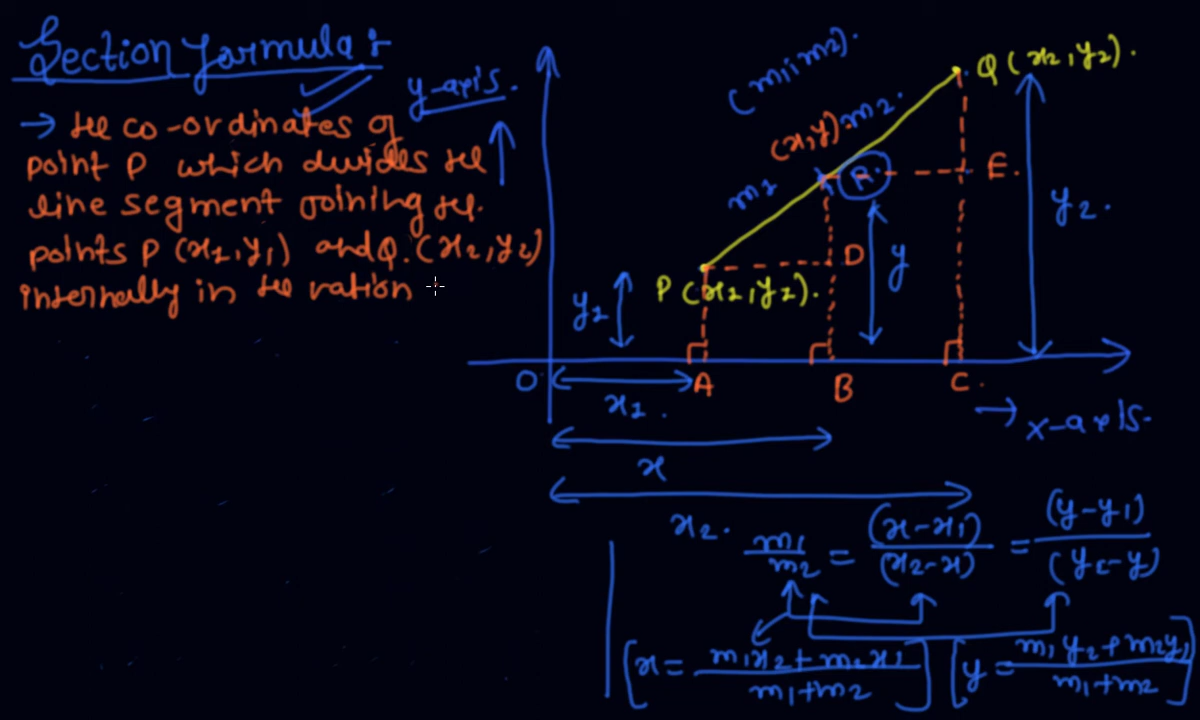 Section formula :
→ the co-ordinates of
point P which divides the
line segment joining the
points P (x1, y1) and Q. (x2, y2)
internally in the ration
y-axis.
(m1, m2).
Q (x2, y2).
(x, y).
m2.
m1
R.
E.
D
y2.
y
P (x1, y1).
y1
O
A
B
C.
x1.
→ x-axis.
x
x2.
m1/m2 = (x-x1)/(x2-x) = (y-y1)/(y2-y)
[x = m1x2+m2x1/m1+m2] [y = m1y2+m2y1/m1+m2]